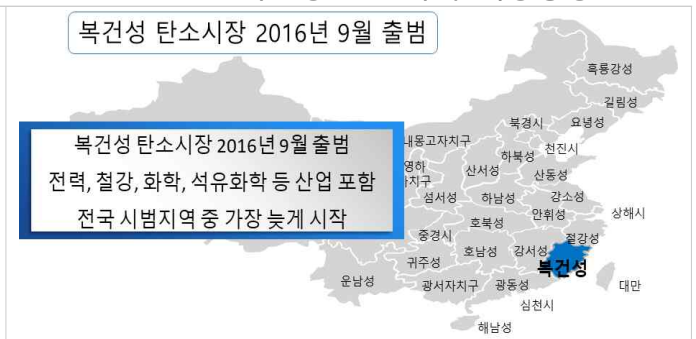 복건성 탄소시장 2016년 9월 출범
복건성 탄소시장 2016년 9월 출범
전력, 철강, 화학, 석유화학 등 산업 포함
전국 시범지역 중 가장 늦게 시작
흑룡강성
길림성
북경시
요녕성
내몽고자치구
천진시
하북성
영하
산서성
산동성
자치구
섬서성
하남성
강소성
안휘성
상해시
호북성
중경시
절강성
호남성
강서성
귀주성
복건성
운남성
광서자치구
광동성
대만
심천시
해남성